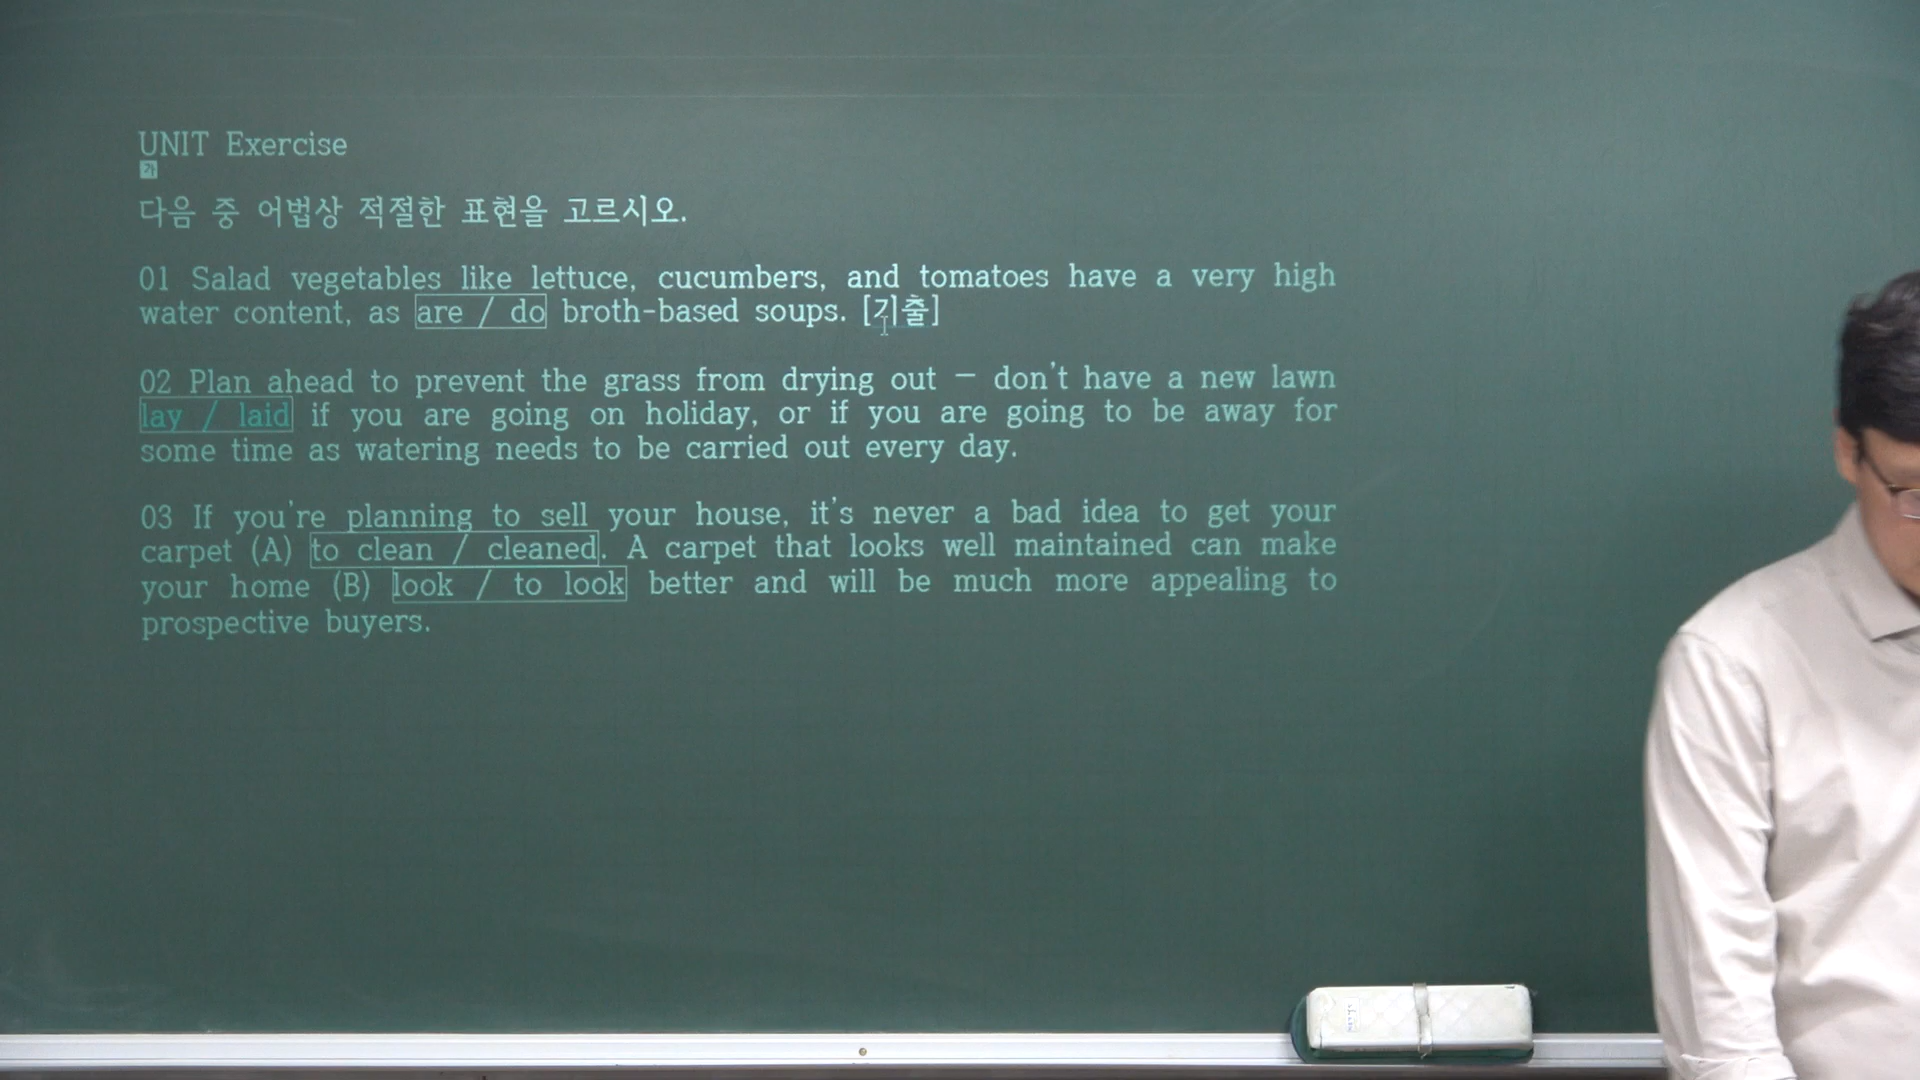 UNIT Exercise
가
다음 중 어법상 적절한 표현을 고르시오.
01 Salad vegetables like lettuce, cucumbers, and tomatoes have a very high
water content, as are / do broth-based soups. [기출]
02 Plan ahead to prevent the grass from drying out — don't have a new lawn
lay / laid if you are going on holiday, or if you are going to be away for
some time as watering needs to be carried out every day.
03 If you're planning to sell your house, it's never a bad idea to get your
carpet (A) to clean / cleaned. A carpet that looks well maintained can make
your home (B) look / to look better and will be much more appealing to
prospective buyers.